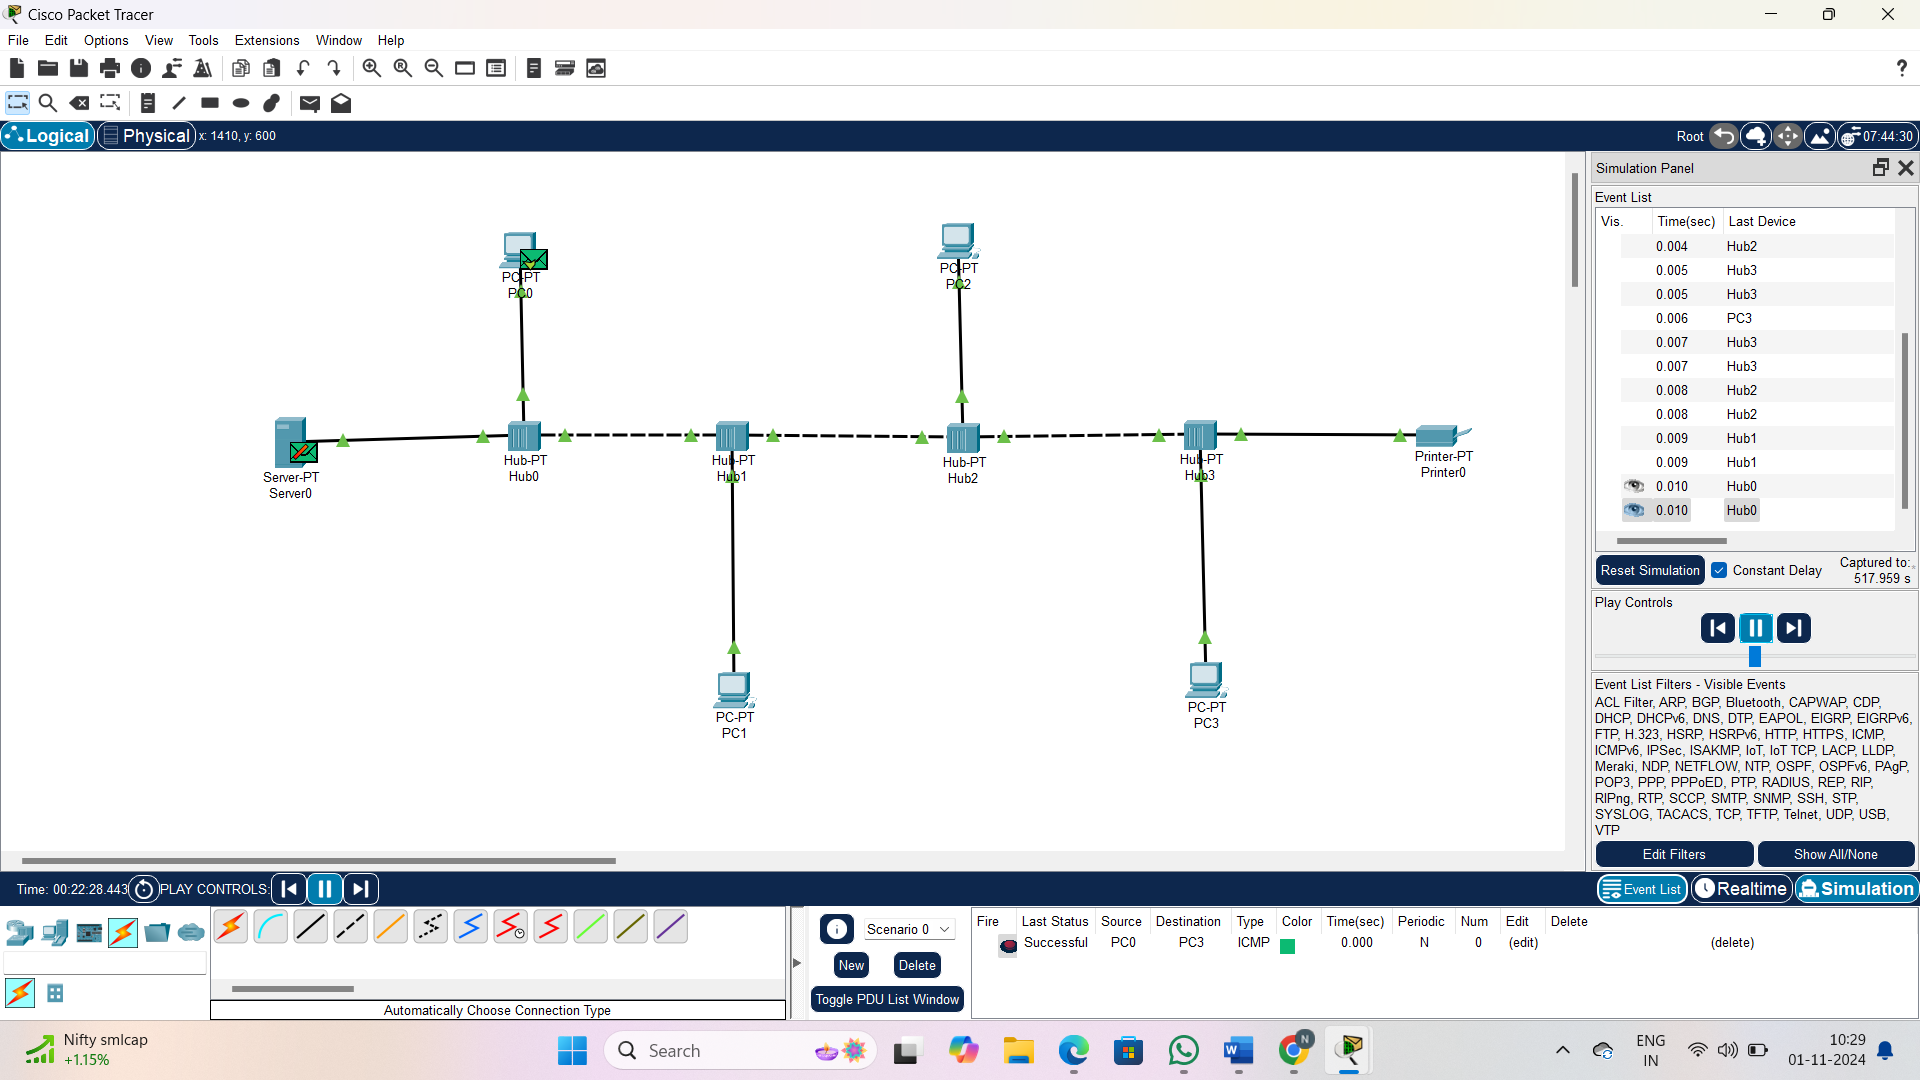 Cisco Packet Tracer
File Edit Options View Tools Extensions Window Help
?
Logical Physical x: 1410, y: 600 Root 07:44:30
Simulation Panel
Event List
Vis. Time(sec) Last Device
0.004 Hub2
0.005 Hub3
0.005 Hub3
0.006 PC3
0.007 Hub3
0.007 Hub3
0.008 Hub2
0.008 Hub2
0.009 Hub1
0.009 Hub1
0.010 Hub0
0.010 Hub0
Reset Simulation Constant Delay Captured to:
517.959 s
Play Controls
Event List Filters - Visible Events
ACL Filter, ARP, BGP, Bluetooth, CAPWAP, CDP,
DHCP, DHCPv6, DNS, DTP, EAPOL, EIGRP, EIGRPv6,
FTP, H.323, HSRP, HSRPv6, HTTP, HTTPS, ICMP,
ICMPv6, IPSec, ISAKMP, IoT, IoT TCP, LACP, LLDP,
Meraki, NDP, NETFLOW, NTP, OSPF, OSPFv6, PAgP,
POP3, PPP, PPPoED, PTP, RADIUS, REP, RIP,
RIPng, RTP, SCCP, SMTP, SNMP, SSH, STP,
SYSLOG, TACACS, TCP, TFTP, Telnet, UDP, USB,
VTP
Edit Filters Show All/None
PC-PT
PC0
PC-PT
PC2
Server-PT
Server0
Hub-PT
Hub0
Hub-PT
Hub1
Hub-PT
Hub2
Hub-PT
Hub3
Printer-PT
Printer0
PC-PT
PC1
PC-PT
PC3
Time: 00:22:28.443 PLAY CONTROLS: Event List Realtime Simulation
Automatically Choose Connection Type
Scenario 0
New Delete
Toggle PDU List Window
Fire Last Status Source Destination Type Color Time(sec) Periodic Num Edit Delete
Successful PC0 PC3 ICMP 0.000 N 0 (edit) (delete)
Nifty smlcap
+1.15%
Search
N
ENG
IN
10:29
01-11-2024